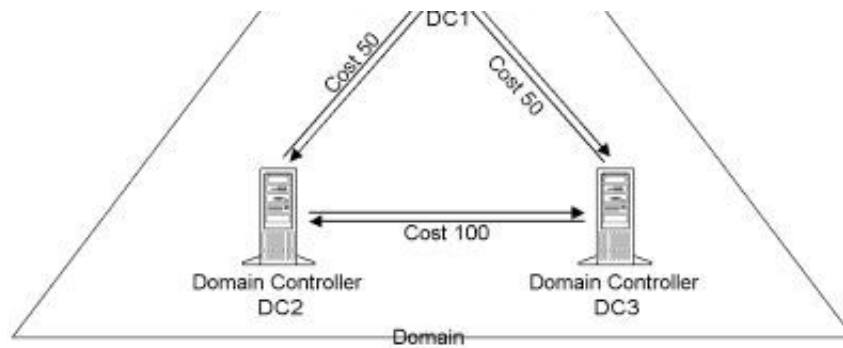 DC1
Cost 50
Cost 50
Cost 100
Domain Controller
DC2
Domain Controller
DC3
Domain